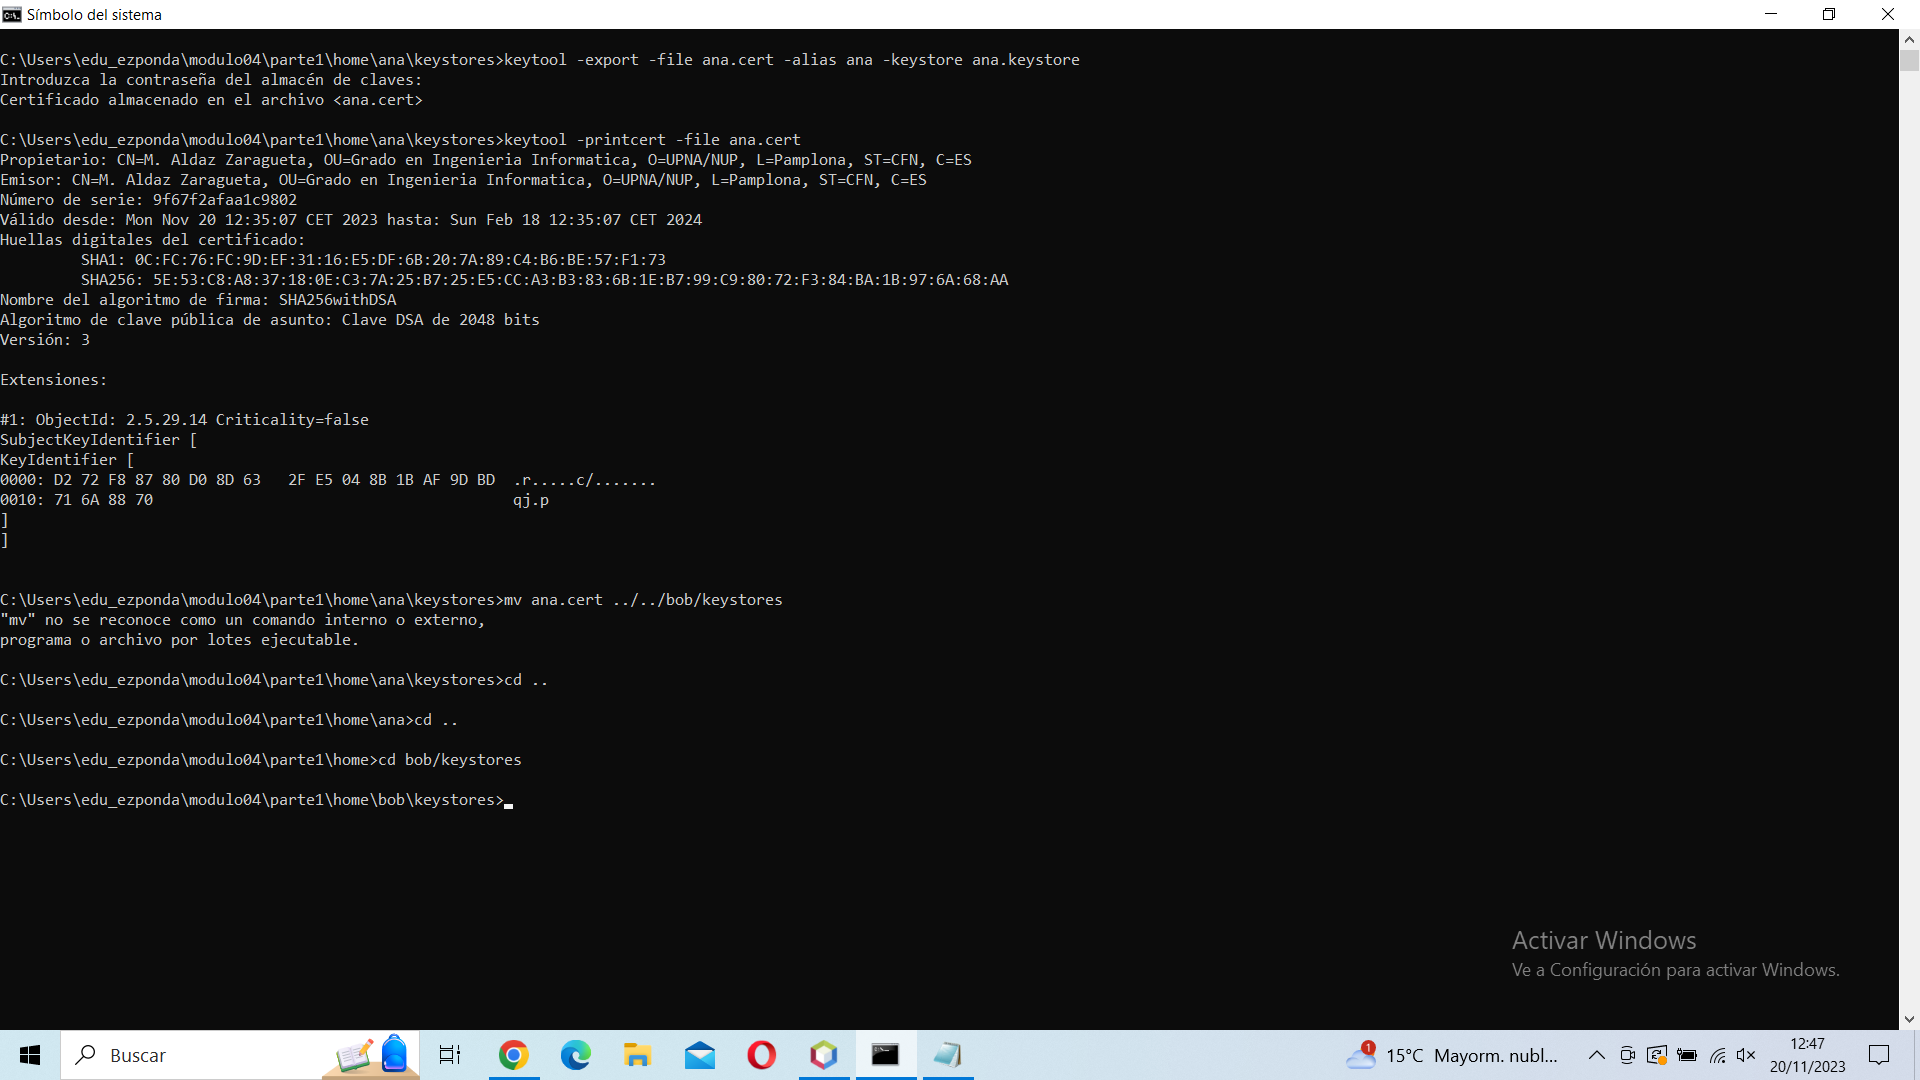 Símbolo del sistema
C:\Users\edu_ezponda\modulo04\parte1\home\ana\keystores>keytool -export -file ana.cert -alias ana -keystore ana.keystore
Introduzca la contraseña del almacén de claves:
Certificado almacenado en el archivo <ana.cert>
C:\Users\edu_ezponda\modulo04\parte1\home\ana\keystores>keytool -printcert -file ana.cert
Propietario: CN=M. Aldaz Zaragueta, OU=Grado en Ingenieria Informatica, O=UPNA/NUP, L=Pamplona, ST=CFN, C=ES
Emisor: CN=M. Aldaz Zaragueta, OU=Grado en Ingenieria Informatica, O=UPNA/NUP, L=Pamplona, ST=CFN, C=ES
Número de serie: 9f67f2afaa1c9802
Válido desde: Mon Nov 20 12:35:07 CET 2023 hasta: Sun Feb 18 12:35:07 CET 2024
Huellas digitales del certificado:
SHA1: 0C:FC:76:FC:9D:EF:31:16:E5:DF:6B:20:7A:89:C4:B6:BE:57:F1:73
SHA256: 5E:53:C8:A8:37:18:0E:C3:7A:25:B7:25:E5:CC:A3:B3:83:6B:1E:B7:99:C9:80:72:F3:84:BA:1B:97:6A:68:AA
Nombre del algoritmo de firma: SHA256withDSA
Algoritmo de clave pública de asunto: Clave DSA de 2048 bits
Versión: 3
Extensiones:
#1: ObjectId: 2.5.29.14 Criticality=false
SubjectKeyIdentifier [
KeyIdentifier [
0000: D2 72 F8 87 80 D0 8D 63   2F E5 04 8B 1B AF 9D BD  .r.....c/.......
0010: 71 6A 88 70                                        qj.p
]
]
C:\Users\edu_ezponda\modulo04\parte1\home\ana\keystores>mv ana.cert ../../bob/keystores
"mv" no se reconoce como un comando interno o externo,
programa o archivo por lotes ejecutable.
C:\Users\edu_ezponda\modulo04\parte1\home\ana\keystores>cd ..
C:\Users\edu_ezponda\modulo04\parte1\home\ana>cd ..
C:\Users\edu_ezponda\modulo04\parte1\home>cd bob/keystores
C:\Users\edu_ezponda\modulo04\parte1\home\bob\keystores>
Activar Windows
Ve a Configuración para activar Windows.
Buscar
1
15°C Mayorm. nubl...
12:47
20/11/2023